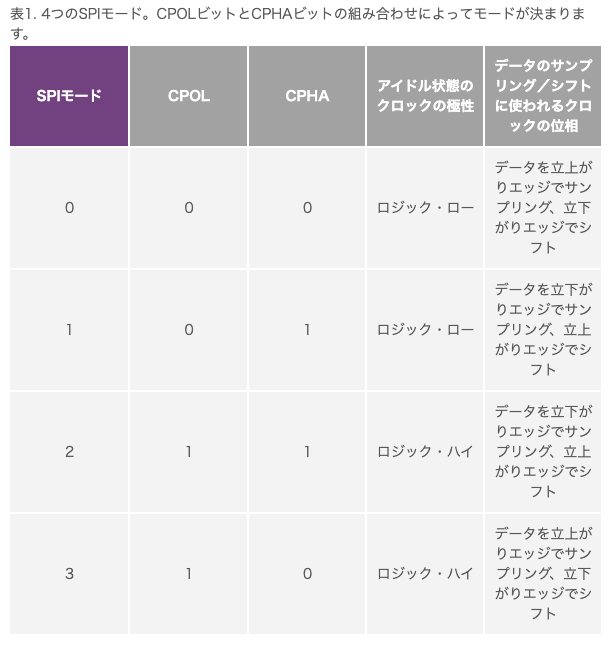 表1. 4つのSPIモード。CPOLビットとCPHAビットの組み合わせによってモードが決まりま
す。
SPIモード CPOL CPHA アイドル状態の
クロックの極性 データのサンプ
リング／シフト
に使われるクロ
ックの位相
0 0 0 ロジック・ロー データを立上が
りエッジでサン
プリング、立下
がりエッジでシ
フト
1 0 1 ロジック・ロー データを立下が
りエッジでサン
プリング、立上
がりエッジでシ
フト
2 1 1 ロジック・ハイ データを立下が
りエッジでサン
プリング、立上
がりエッジでシ
フト
3 1 0 ロジック・ハイ データを立上が
りエッジでサン
プリング、立下
がりエッジでシ
フト